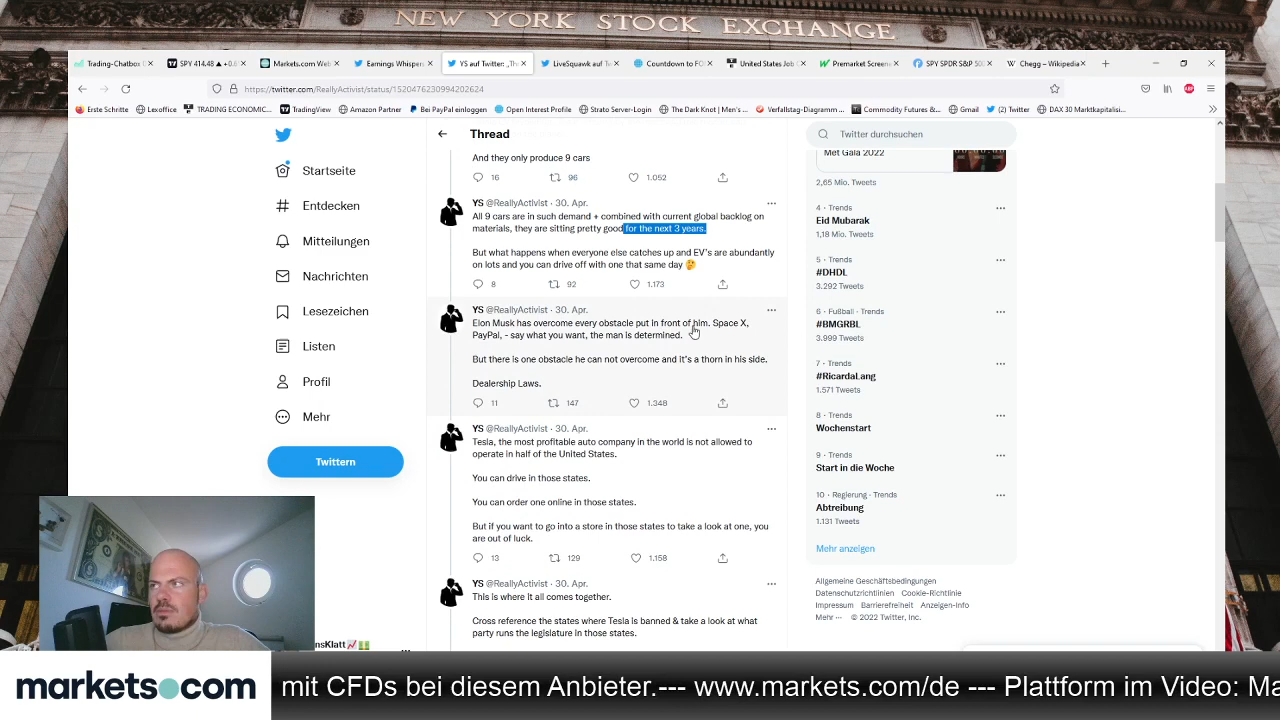 NEW YORK STOCK EXCHANGE
Trading-Chatbox
SPY 414,48 ▲ +0.6
Markets.com Web
Earnings Whisper
YS auf Twitter: „Th
LiveSquawk auf T
Countdown to FO
United States Job
Premarket Screene
SPY SPDR S&P 50
Chegg – Wikipedia
https://twitter.com/ReallyActivist/status/1520476230994202624
Erste Schritte
Lexoffice
TRADING ECONOMIC...
TradingView
Amazon Partner
Bei PayPal einloggen
Open Interest Profile
Strato Server-Login
The Dark Knot | Men's ...
Verfallstag-Diagramm ...
Commodity Futures &...
Gmail
(2) Twitter
DAX 30 Marktkapitalisi...
Startseite
Entdecken
Mitteilungen
Nachrichten
Lesezeichen
Listen
Profil
Mehr
Twittern
nsKlatt
Thread
And they only produce 9 cars
16 96 1.052
YS @ReallyActivist · 30. Apr.
All 9 cars are in such demand + combined with current global backlog on
materials, they are sitting pretty good for the next 3 years.
But what happens when everyone else catches up and EV's are abundantly
on lots and you can drive off with one that same day 🤔
8 92 1.173
YS @ReallyActivist · 30. Apr.
Elon Musk has overcome every obstacle put in front of him. Space X,
PayPal, - say what you want, the man is determined.
But there is one obstacle he can not overcome and it's a thorn in his side.
Dealership Laws.
11 147 1.348
YS @ReallyActivist · 30. Apr.
Tesla, the most profitable auto company in the world is not allowed to
operate in half of the United States.
You can drive in those states.
You can order one online in those states.
But if you want to go into a store in those states to take a look at one, you
are out of luck.
13 129 1.158
YS @ReallyActivist · 30. Apr.
This is where it all comes together.
Cross reference the states where Tesla is banned & take a look at what
party runs the legislature in those states.
Twitter durchsuchen
Met Gala 2022
2,65 Mio. Tweets
4 · Trends
Eid Mubarak
1,18 Mio. Tweets
5 · Trends
#DHDL
3.292 Tweets
6 · Fußball · Trends
#BMGRBL
3.999 Tweets
7 · Trends
#RicardaLang
1.571 Tweets
8 · Trends
Wochenstart
9 · Trends
Start in die Woche
10 · Regierung · Trends
Abtreibung
1.131 Tweets
Mehr anzeigen
Allgemeine Geschäftsbedingungen
Datenschutzrichtlinien Cookie-Richtlinie
Impressum Barrierefreiheit Anzeigen-Info
Mehr ··· © 2022 Twitter, Inc.
markets.com
mit CFDs bei diesem Anbieter.--- www.markets.com/de --- Plattform im Video: Ma